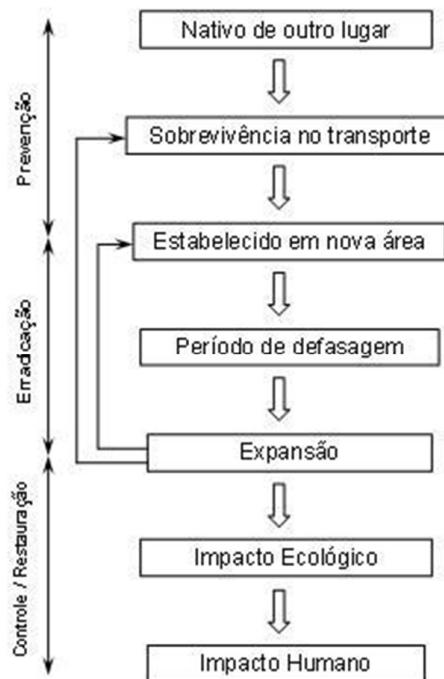 Nativo de outro lugar
Sobrevivência no transporte
Estabelecido em nova área
Período de defasagem
Expansão
Impacto Ecológico
Impacto Humano
Prevenção
Erradicação
Controle / Restauração